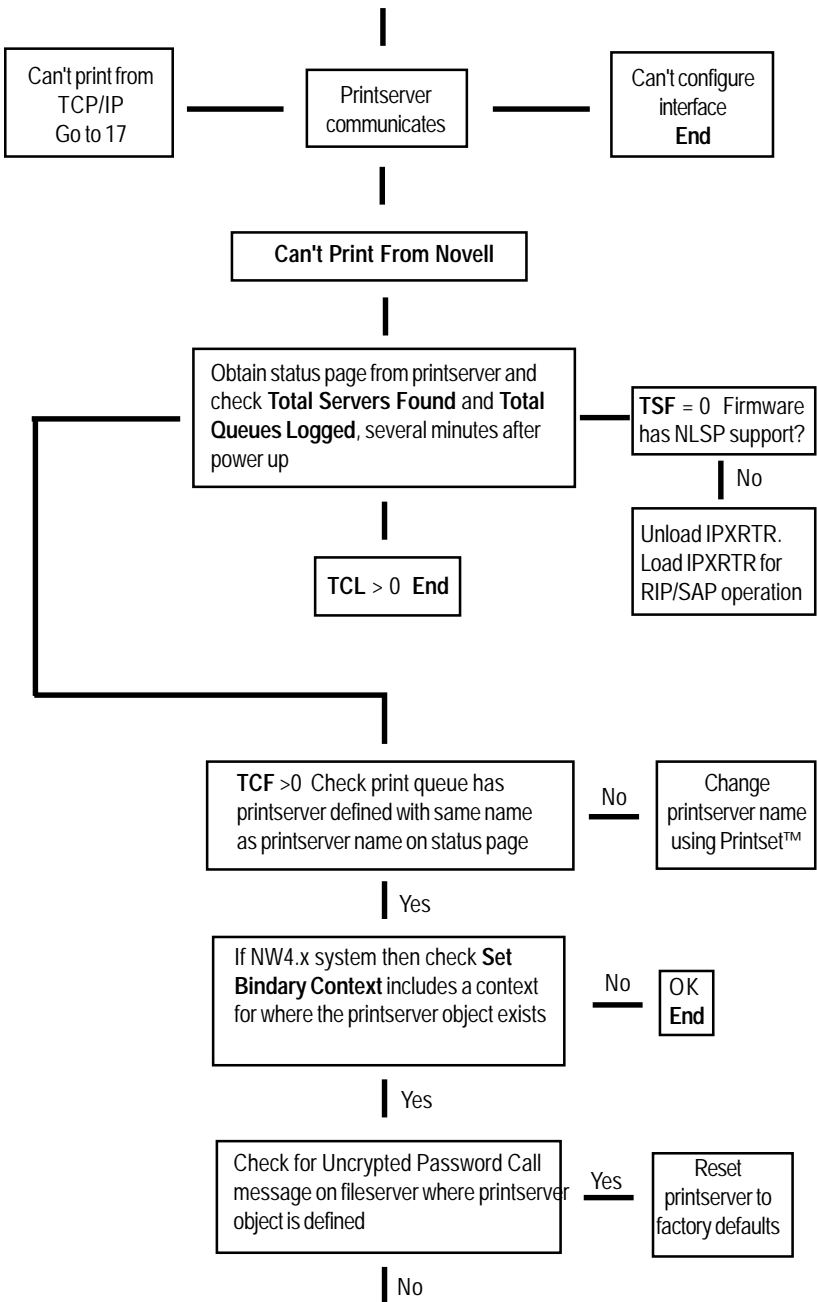 Can't print from
TCP/IP
Go to 17
Printserver
communicates
Can't configure
interface
End
Can't Print From Novell
Obtain status page from printserver and
check Total Servers Found and Total
Queues Logged, several minutes after
power up
TSF = 0 Firmware
has NLSP support?
No
Unload IPXRTR.
Load IPXRTR for
RIP/SAP operation
TCL > 0 End
TCF >0 Check print queue has
printserver defined with same name
as printserver name on status page
No
Change
printserver name
using Printset™
Yes
If NW4.x system then check Set
Bindary Context includes a context
for where the printserver object exists
No
OK
End
Yes
Check for Uncrypted Password Call
message on fileserver where printserver
object is defined
Yes
Reset
printserver to
factory defaults
No